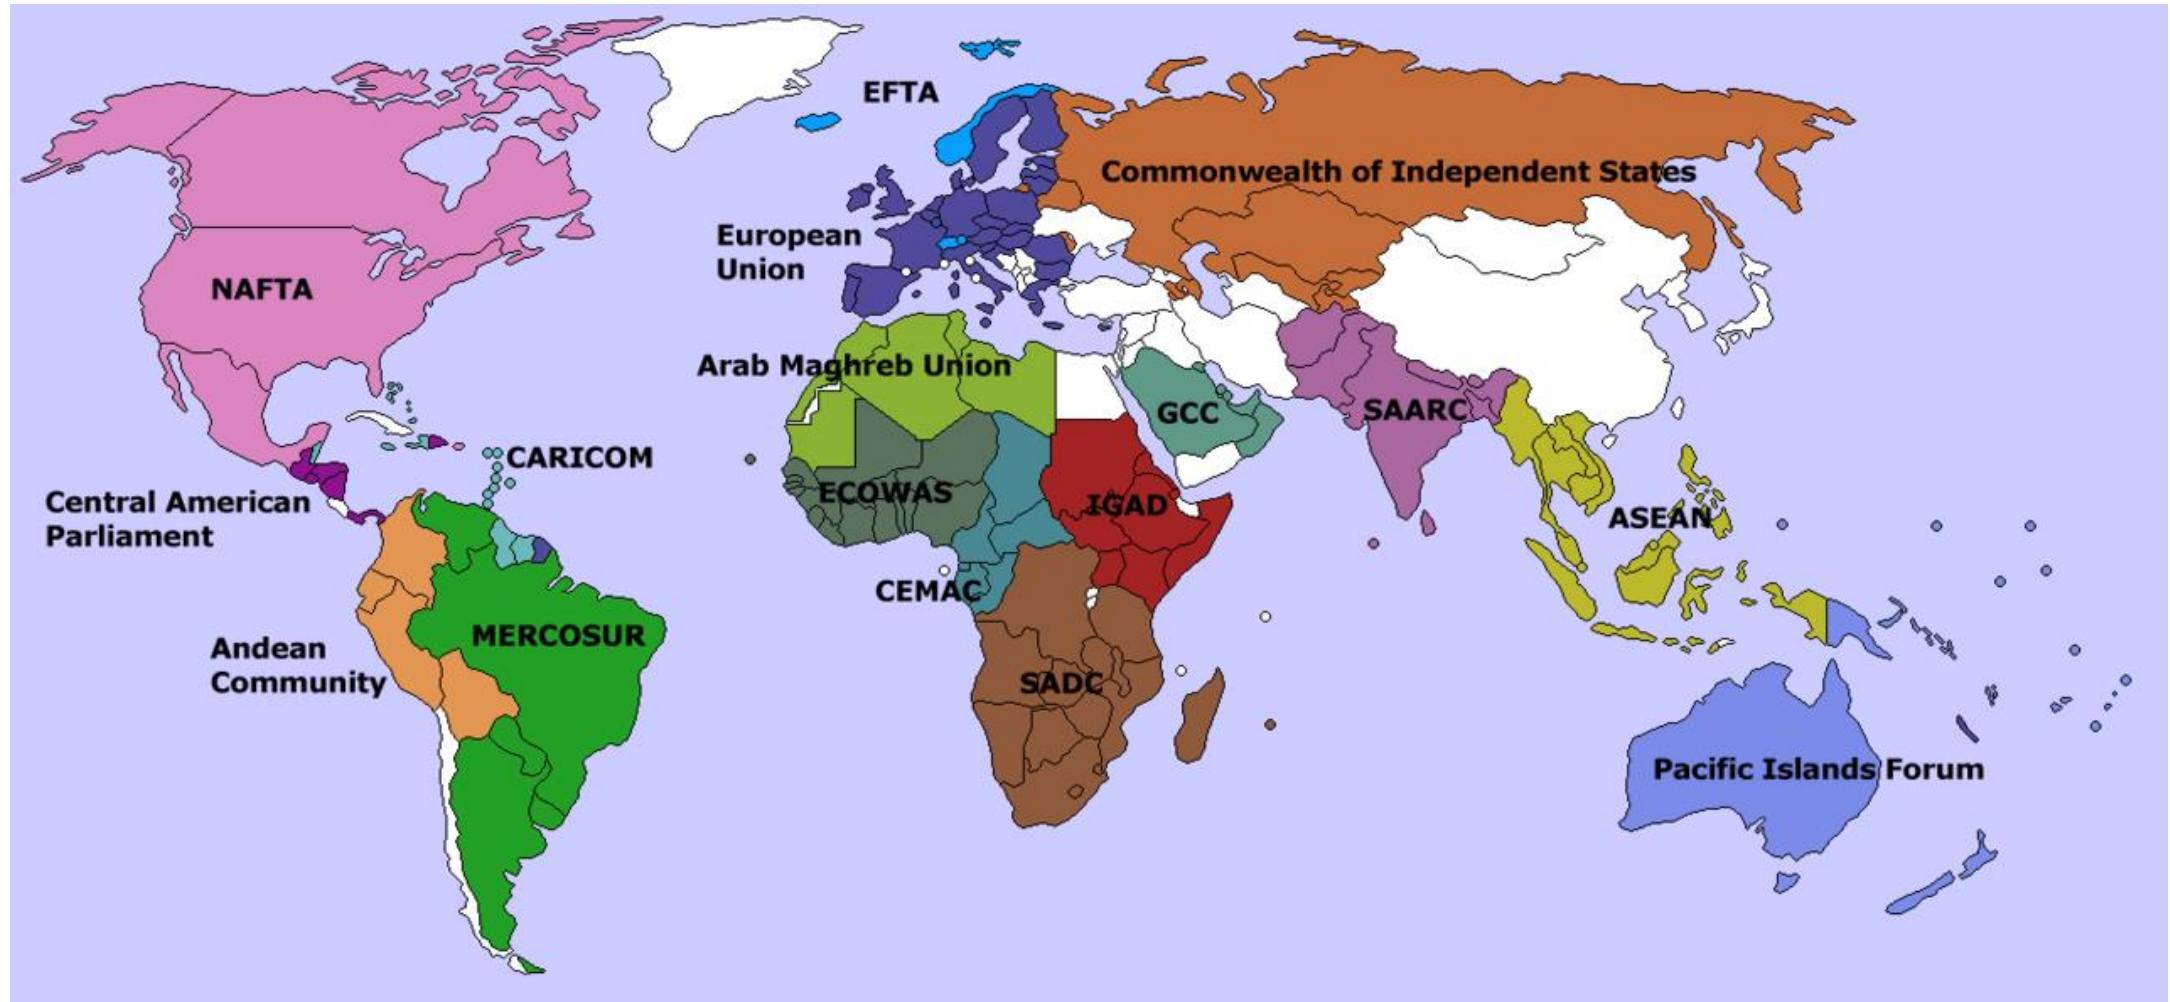 EFTA
Commonwealth of Independent States
European
Union
NAFTA
Arab Maghreb Union
GCC
SAARC
CARICOM
Central American
Parliament
ECOWAS
IGAD
ASEAN
CEMAC
MERCOSUR
Andean
Community
SADC
Pacific Islands Forum